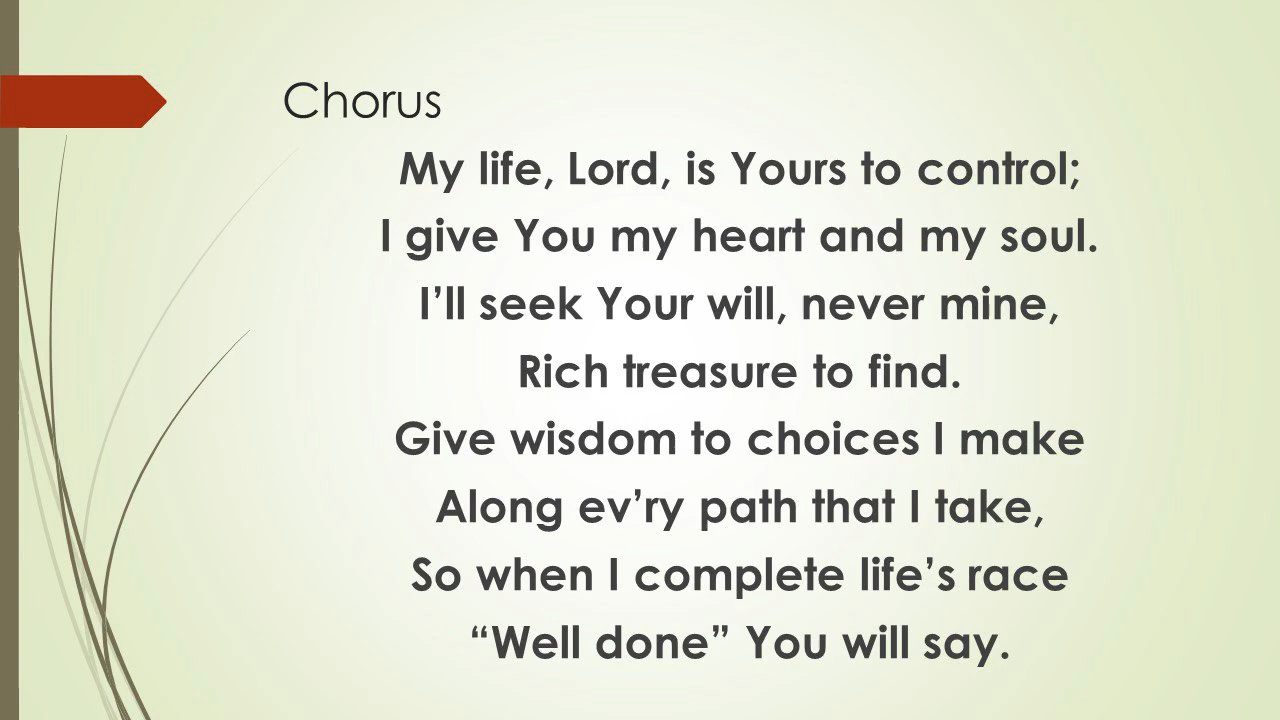 Chorus
My life, Lord, is Yours to control;
I give You my heart and my soul.
I’ll seek Your will, never mine,
Rich treasure to find.
Give wisdom to choices I make
Along ev’ry path that I take,
So when I complete life’s race
“Well done” You will say.